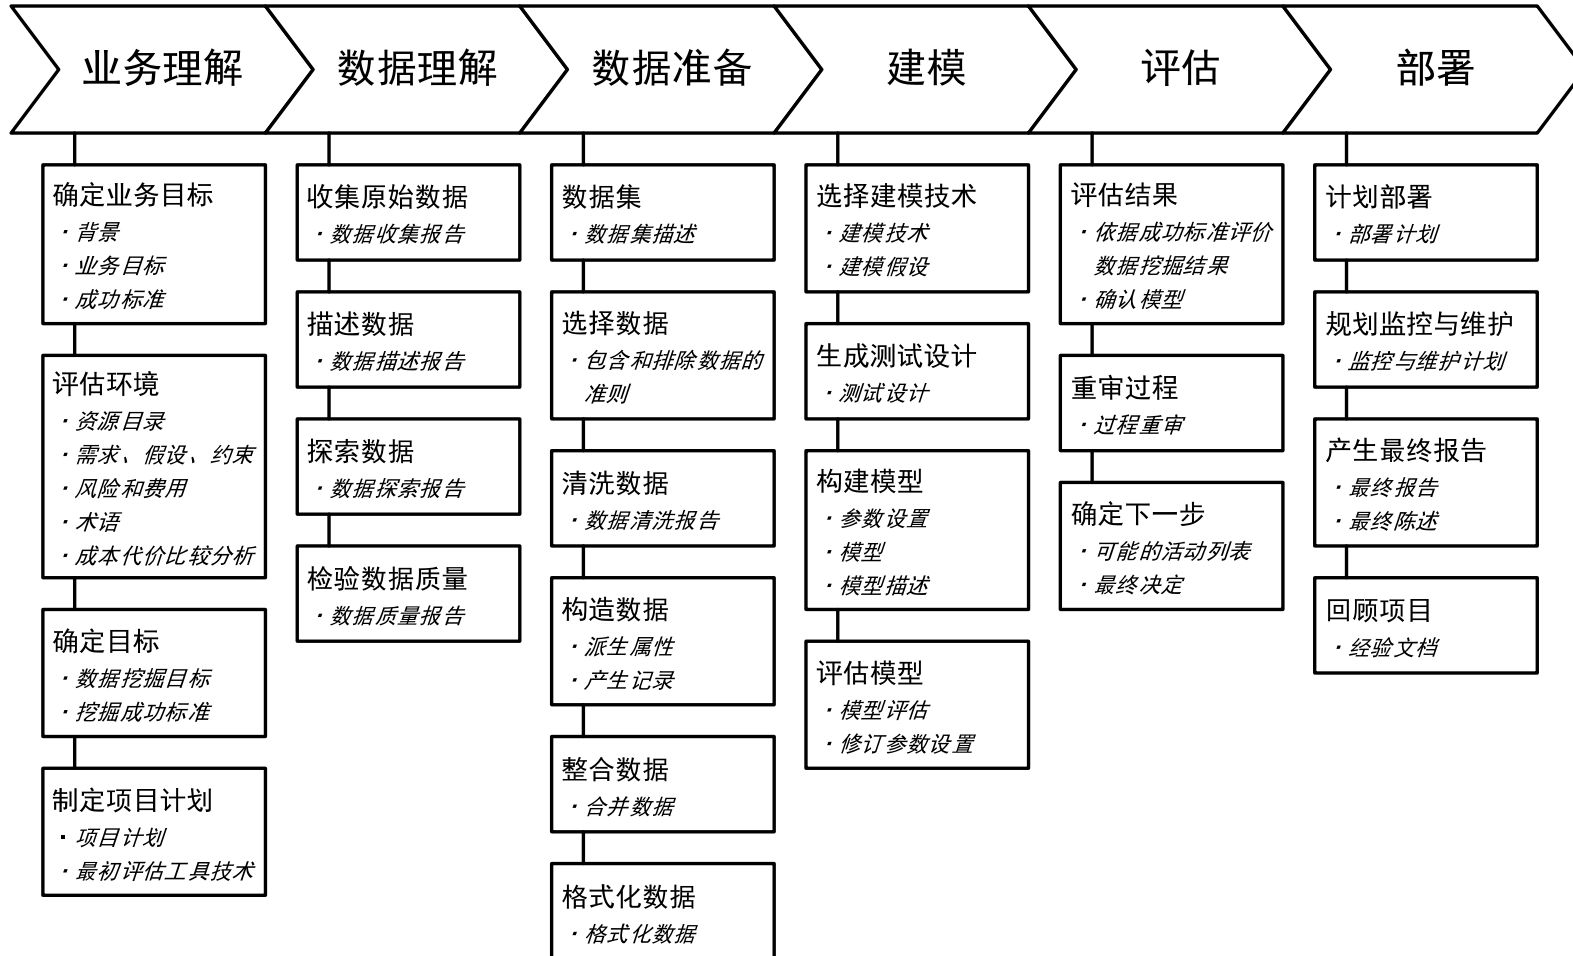 业务理解
数据理解
数据准备
建模
评估
部署
确定业务目标
· 背景
· 业务目标
· 成功标准
评估环境
· 资源目录
· 需求、假设、约束
· 风险和费用
· 术语
· 成本代价比较分析
确定目标
· 数据挖掘目标
· 挖掘成功标准
制定项目计划
· 项目计划
· 最初评估工具技术
收集原始数据
· 数据收集报告
描述数据
· 数据描述报告
探索数据
· 数据探索报告
检验数据质量
· 数据质量报告
数据集
· 数据集描述
选择数据
· 包含和排除数据的
准则
清洗数据
· 数据清洗报告
构造数据
· 派生属性
· 产生记录
整合数据
· 合并数据
格式化数据
· 格式化数据
选择建模技术
· 建模技术
· 建模假设
生成测试设计
· 测试设计
构建模型
· 参数设置
· 模型
· 模型描述
评估模型
· 模型评估
· 修订参数设置
评估结果
· 依据成功标准评价
数据挖掘结果
· 确认模型
重审过程
· 过程重审
确定下一步
· 可能的活动列表
· 最终决定
计划部署
· 部署计划
规划监控与维护
· 监控与维护计划
产生最终报告
· 最终报告
· 最终陈述
回顾项目
· 经验文档